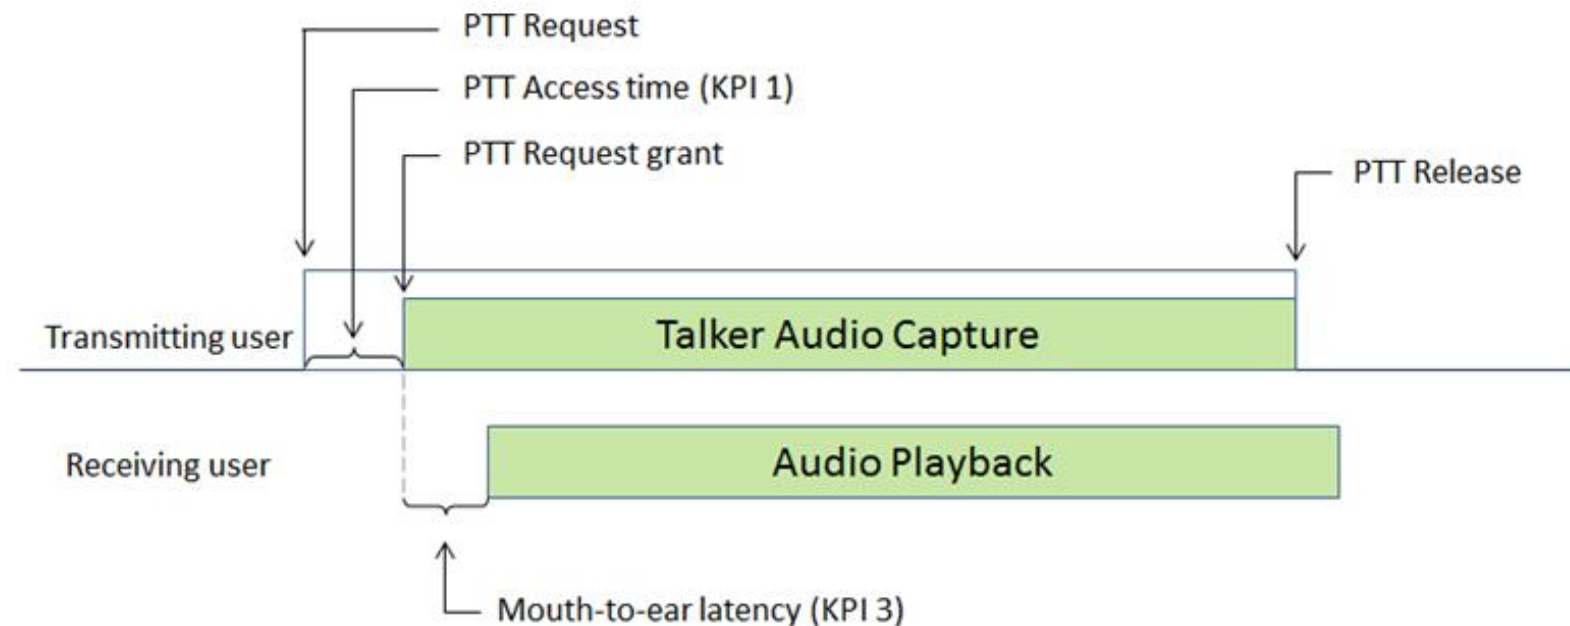 PTT Request
PTT Access time (KPI 1)
PTT Request grant
PTT Release
Transmitting user
Talker Audio Capture
Receiving user
Audio Playback
Mouth-to-ear latency (KPI 3)